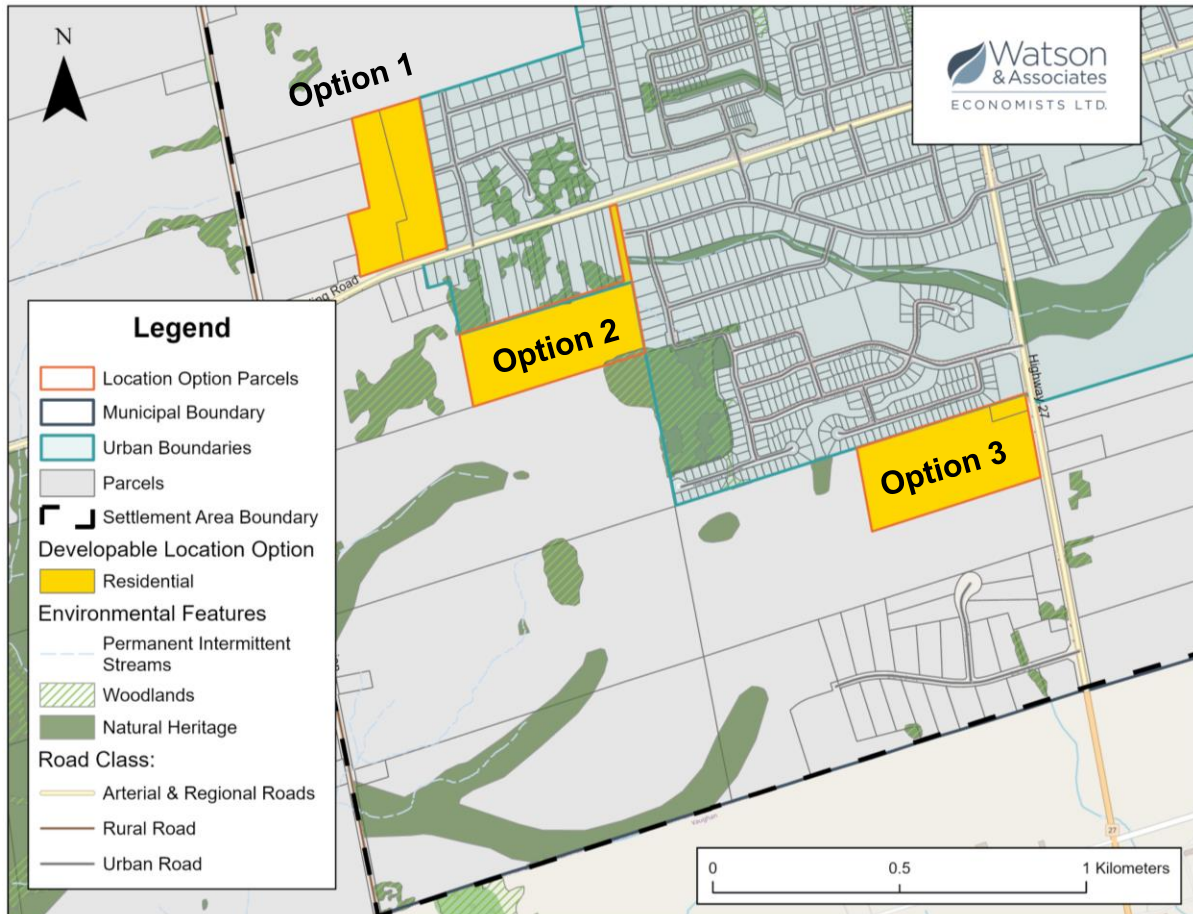 N
Option 1
Watson
& Associates
ECONOMISTS LTD.
Road
Legend
Location Option Parcels
Municipal Boundary
Urban Boundaries
Parcels
Settlement Area Boundary
Developable Location Option
Residential
Environmental Features
Permanent Intermittent
Streams
Woodlands
Natural Heritage
Road Class:
Arterial & Regional Roads
Rural Road
Urban Road
Option 2
Highway 27
Option 3
Vaughan
27
0 0.5 1 Kilometers